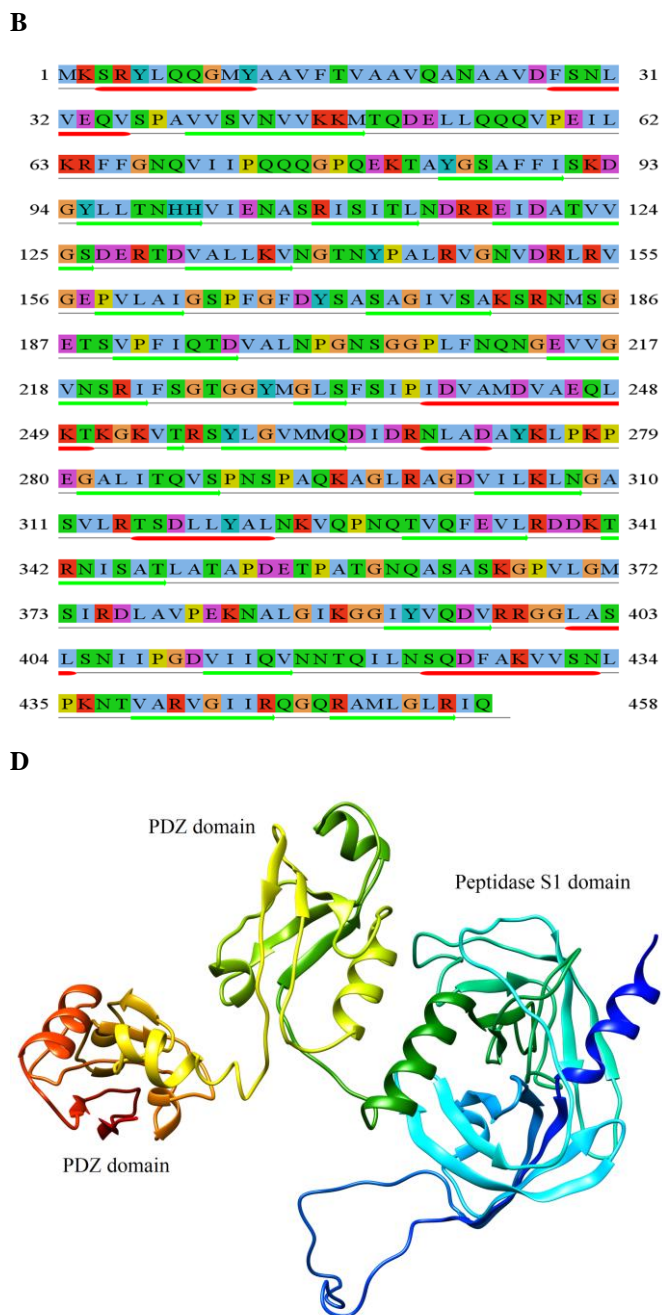 B
1 MKSRYLQQGMYAAVFTVAAVQANAAVDFSNL 31
32 VEQVSPAVVSVNVVKKMTQDELLQQQVPEIL 62
63 KRFFGNQVIIPQQQGPQEKTAYGSAFFISKD 93
94 GYLLTNHHVIENASRISITLNDRREIDATVV 124
125 GSDERTDVALLKVNGTNYPALRVGNVDRLRV 155
156 GEPVLAIGSPFGFDYSASAGIVSAKSRNMSG 186
187 ETSVPFIQTDVALNPGNSGGPLFNQNGEVVG 217
218 VNSRIFSGTGGYMGLSFSIPIDVAMDVAEQL 248
249 KTKGKVTRSYLGVMMQDIDRNLADAYKLPKP 279
280 EGALITQVSPNSPAQKAGLRAGDVILKLNGA 310
311 SVLRTSDLLYALNKVQPNQTVQFEVLRDDKT 341
342 RNISATLATAPDETPATGNQASASKGPVLGM 372
373 SIRDLAVPEKNALGIKGGIYVQDVRRGGLAS 403
404 LSNIIPGDVIIQVNNTQILNSQDFAKVVSNL 434
435 PKNTVARVGIIRQGQRAMLGLRIQ 458
D
PDZ domain
Peptidase S1 domain
PDZ domain